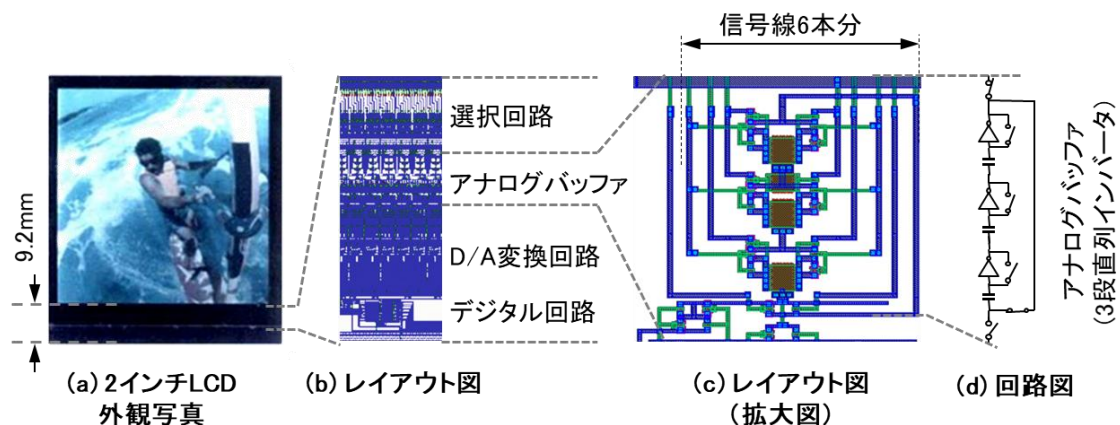 信号線6本分
選択回路
アナログバッファ
D/A変換回路
デジタル回路
9.2mm
アナログバッファ
(3段直列インバータ)
(a) 2インチLCD
外観写真
(b) レイアウト図
(c) レイアウト図
(拡大図)
(d) 回路図